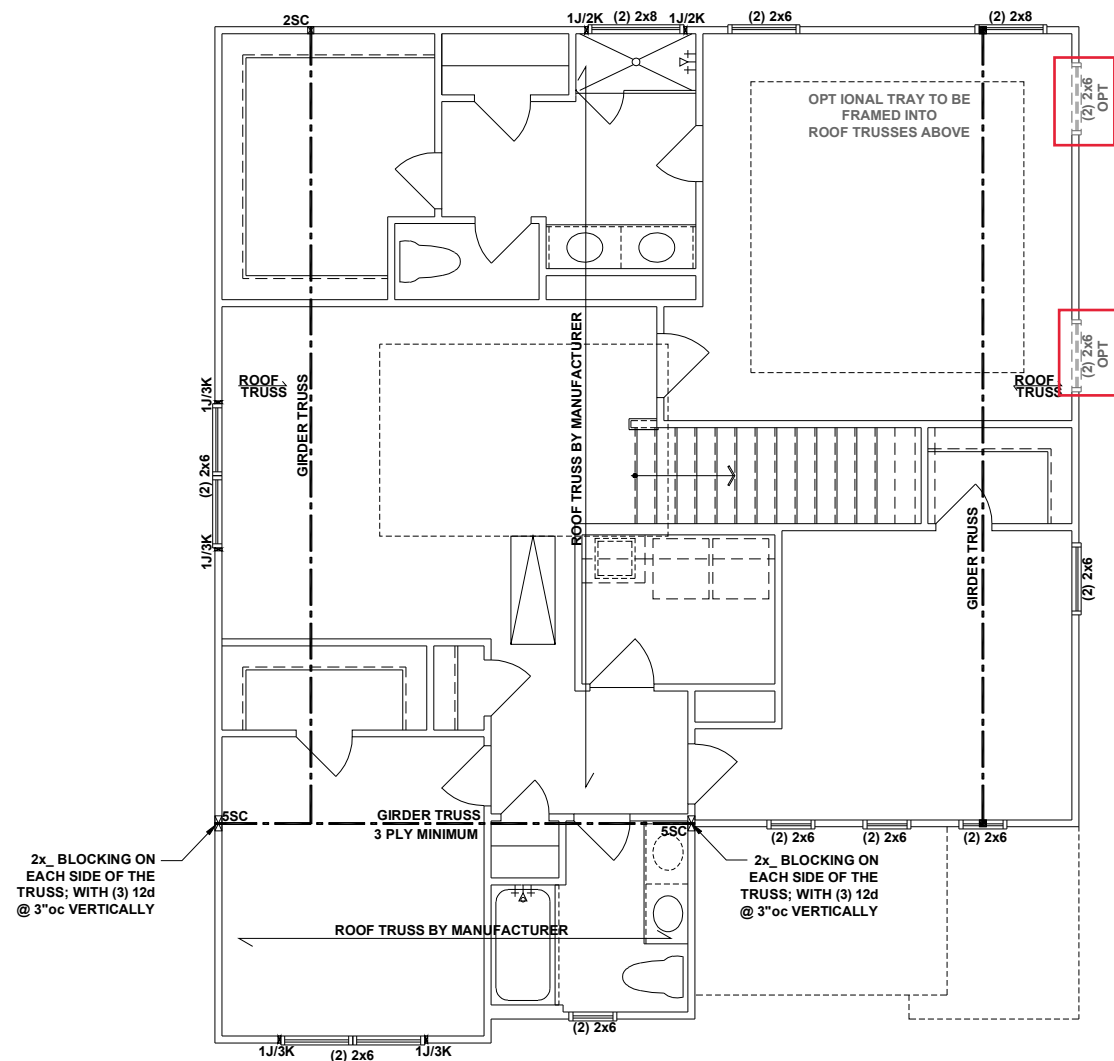 2SC
1J/2K
(2) 2x8
1J/2K
(2) 2x6
(2) 2x8
(2) 2x6
OPT
OPT IONAL TRAY TO BE
FRAMED INTO
ROOF TRUSSES ABOVE
(2) 2x6
OPT
ROOF
TRUSS
GIRDER TRUSS
ROOF TRUSS BY MANUFACTURER
ROOF
TRUSS
1J/3K
(2) 2x6
1J/3K
GIRDER TRUSS
(2) 2x6
5SC
GIRDER TRUSS
3 PLY MINIMUM
5SC
(2) 2x6
(2) 2x6
(2) 2x6
2x_ BLOCKING ON
EACH SIDE OF THE
TRUSS; WITH (3) 12d
@ 3"oc VERTICALLY
2x_ BLOCKING ON
EACH SIDE OF THE
TRUSS; WITH (3) 12d
@ 3"oc VERTICALLY
ROOF TRUSS BY MANUFACTURER
(2) 2x6
1J/3K
(2) 2x6
1J/3K